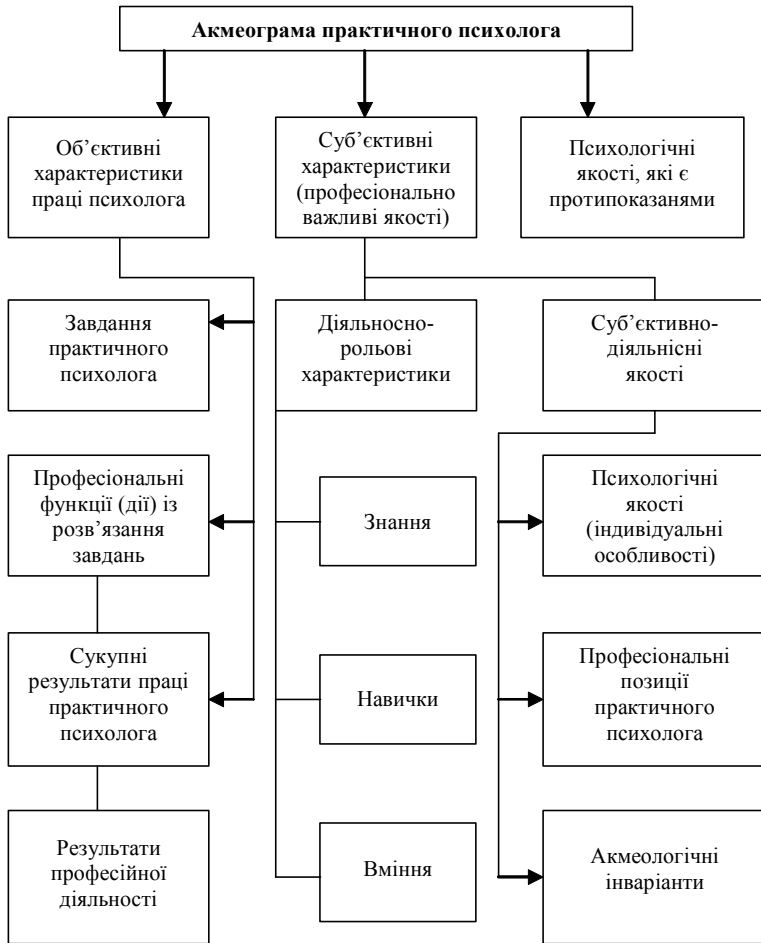 Акмеограма практичного психолога
Об’єктивні
характеристики
праці психолога
Суб’єктивні
характеристики
(професіонально
важливі якості)
Психологічні
якості, які є
протипоказанями
Завдання
практичного
психолога
Діяльносно-
рольові
характеристики
Суб’єктивно-
діяльнісні
якості
Професіональні
функції (дії) із
розв’язання
завдань
Знання
Психологічні
якості
(індивідуальні
особливості)
Сукупні
результати праці
практичного
психолога
Навички
Професіональні
позиції
практичного
психолога
Результати
професійної
діяльності
Вміння
Акмеологічні
інваріанти